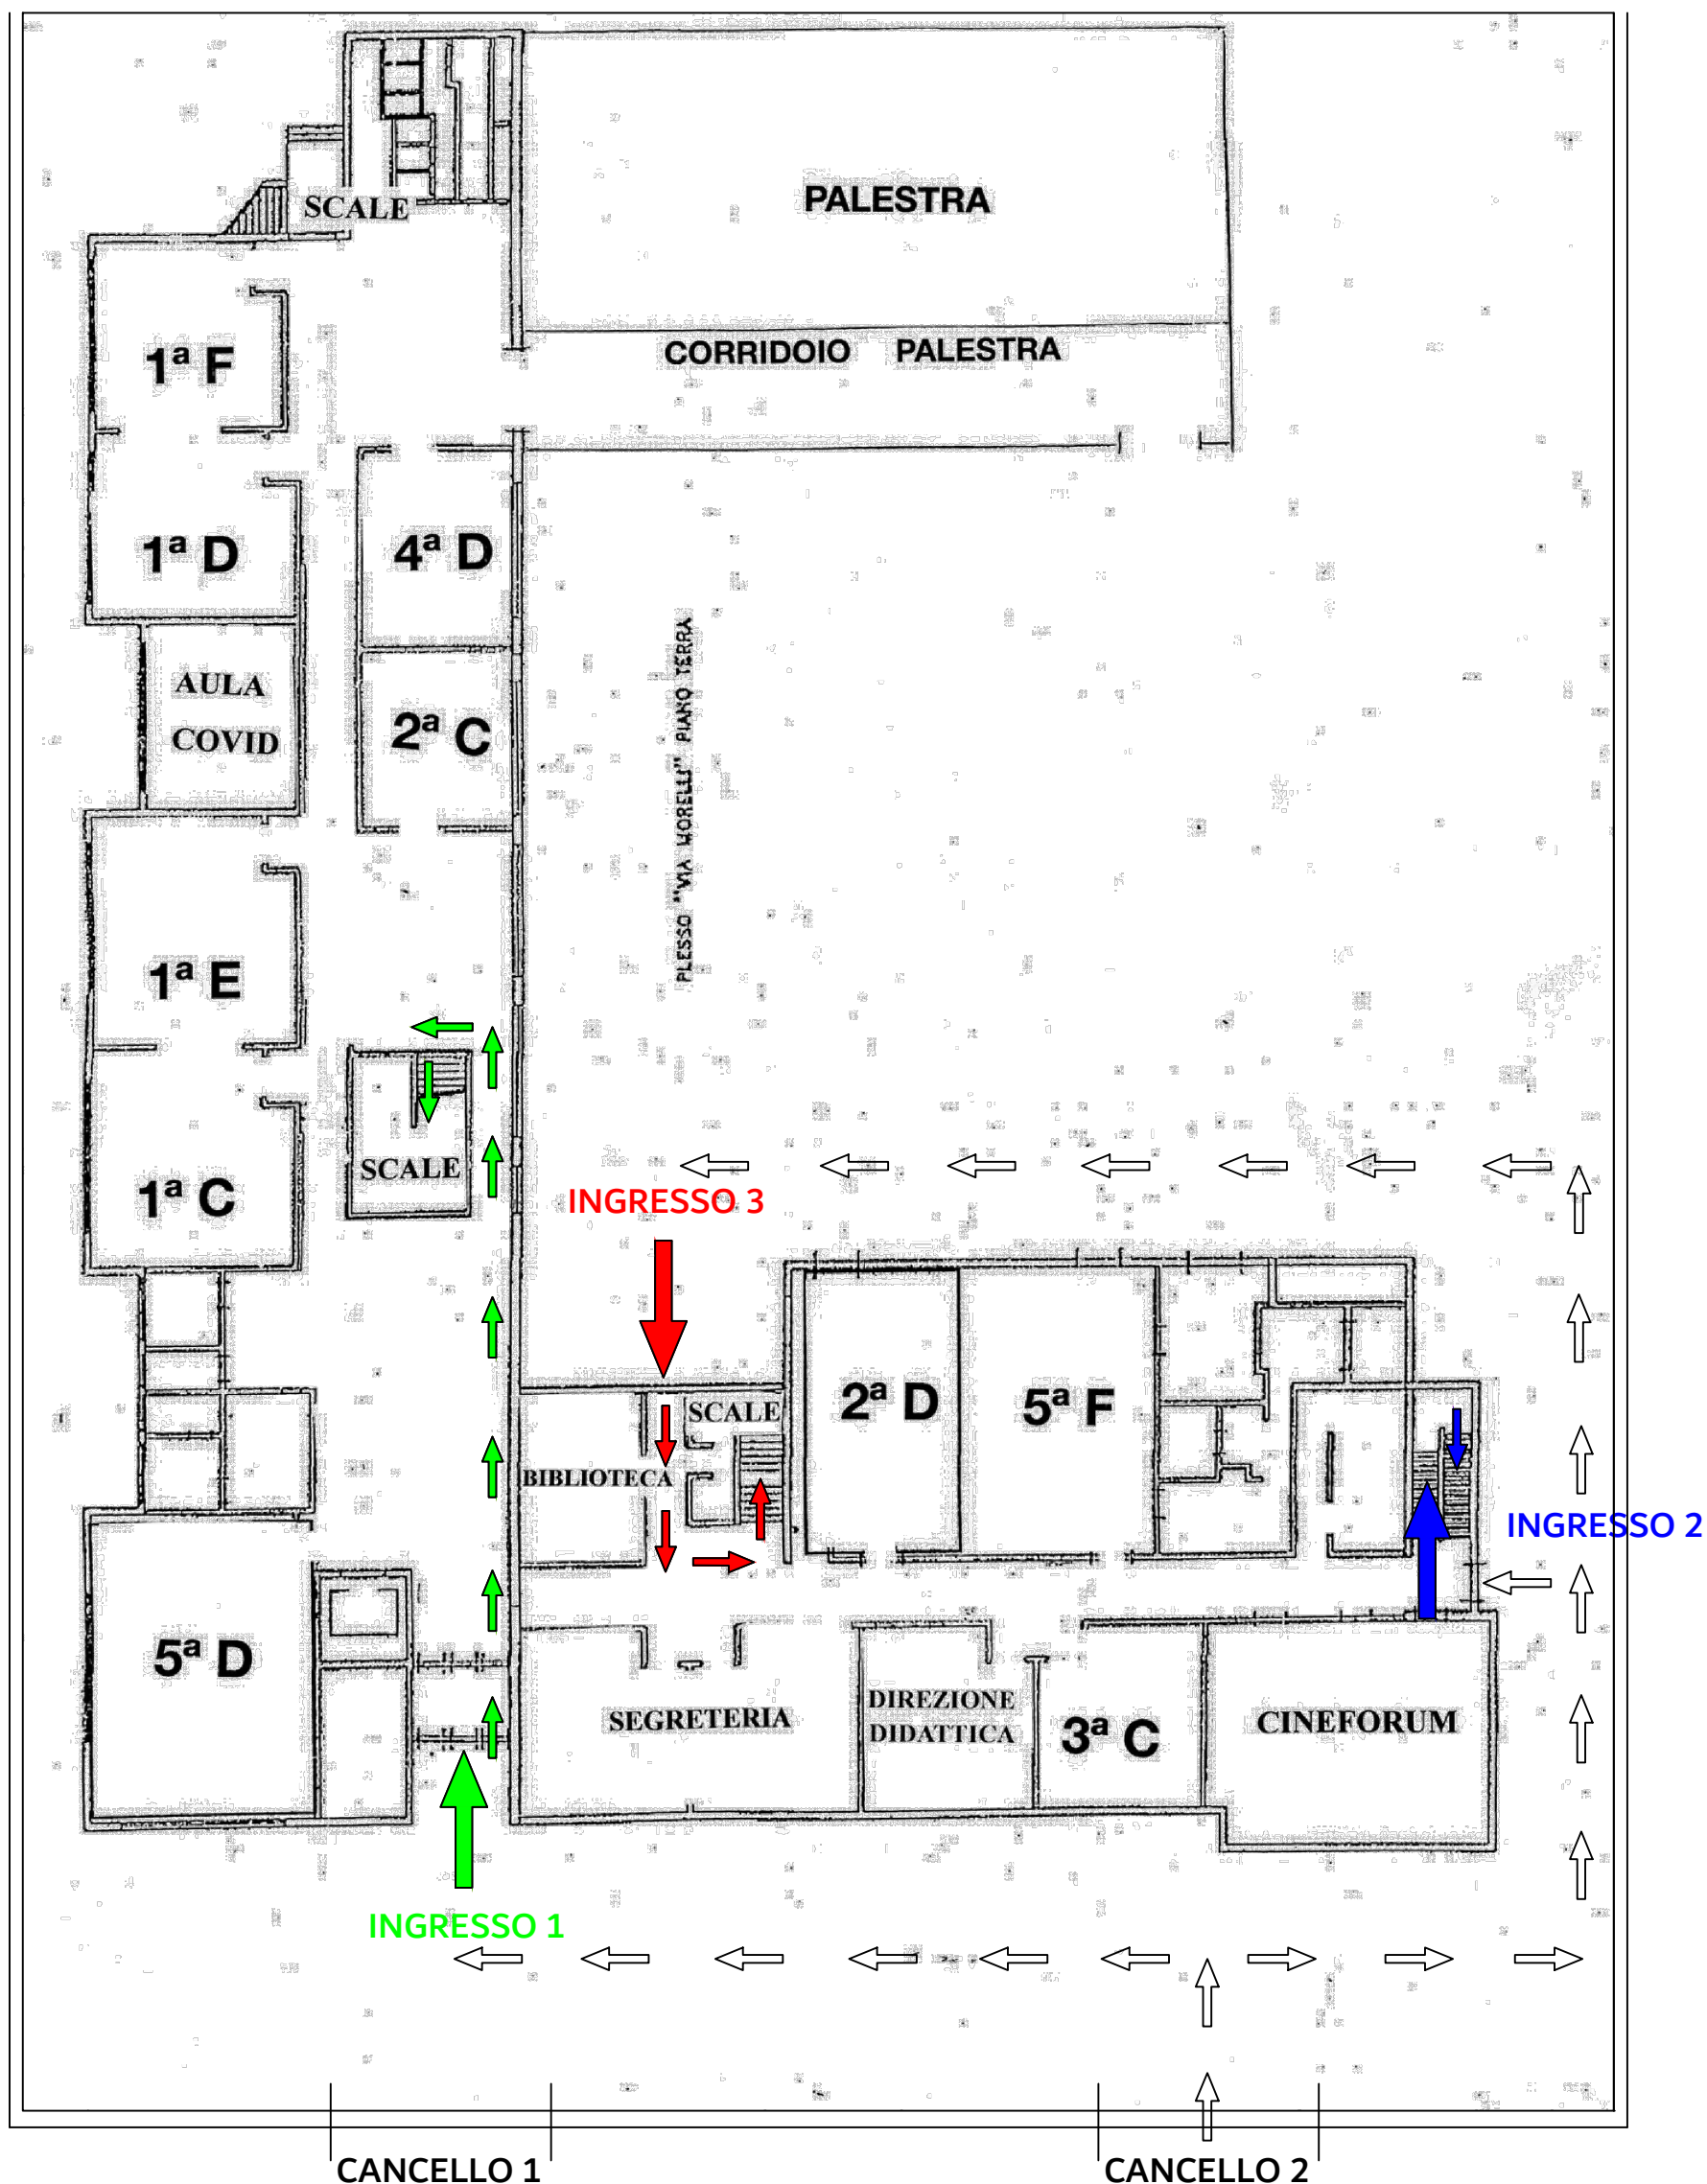 PALESTRA
SCALE
CORRIDOIO PALESTRA
1ª F
1ª D
4ª D
AULA
COVID
2ª C
PLESSO "VIA MORELLI" PIANO TERRA
1ª E
SCALE
1ª C
INGRESSO 3
SCALE
2ª D
5ª F
BIBLIOTECA
INGRESSO 2
5ª D
SEGRETERIA
DIREZIONE
DIDATTICA
3ª C
CINEFORUM
INGRESSO 1
CANCELLO 1
CANCELLO 2